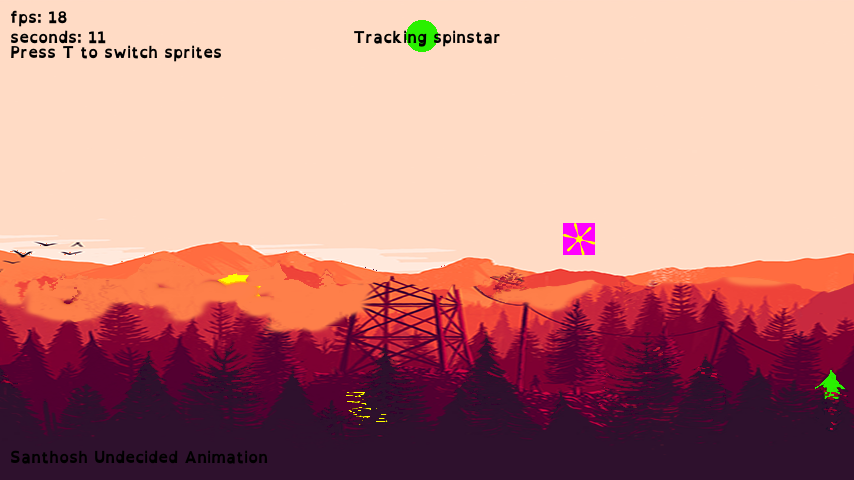 fps: 18
seconds: 11
Tracking spinstar
Press T to switch sprites
Santhosh Undecided Animation